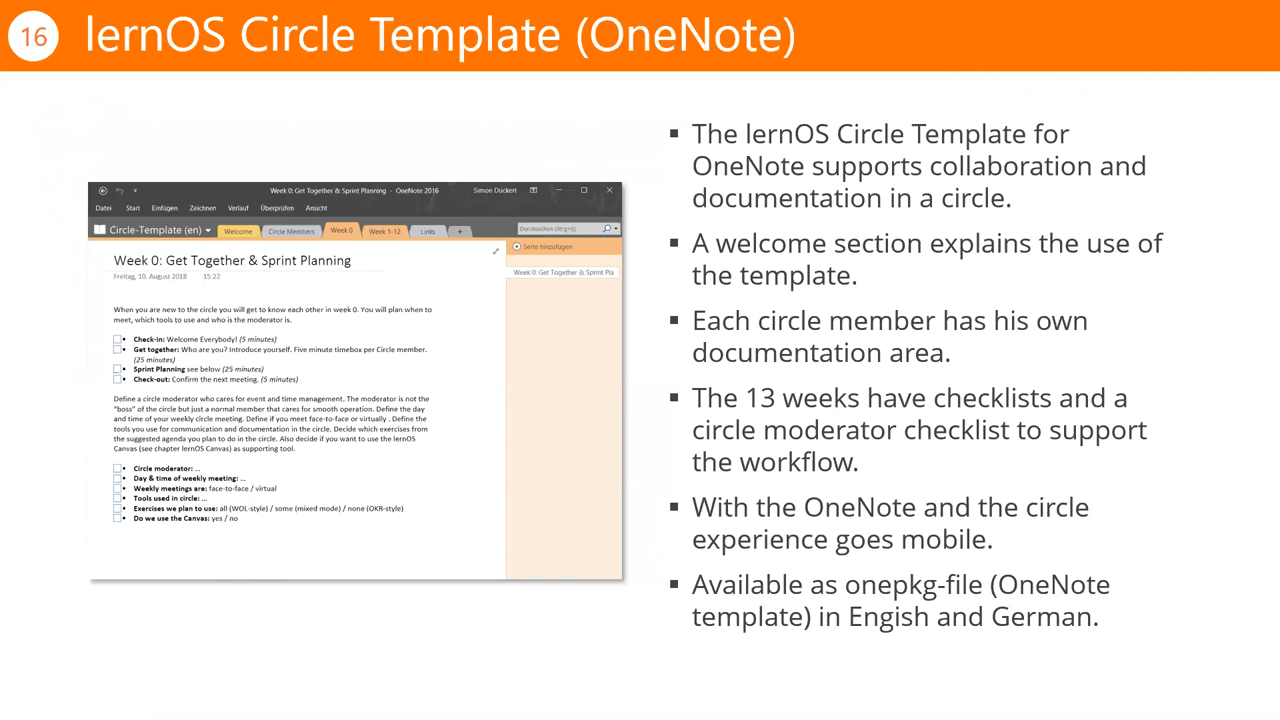 16
lernOS Circle Template (OneNote)
Week 0: Get Together & Sprint Planning - OneNote 2016
Simon Dückert
Datei Start Einfügen Zeichnen Verlauf Überprüfen Ansicht
Circle-Template (en) Welcome Circle Members Week 0 Week 1-12 Links +
Durchsuchen (Strg+E)
Seite hinzufügen
Week 0: Get Together & Sprint Pla
Week 0: Get Together & Sprint Planning
Freitag, 10. August 2018 15:22
When you are new to the circle you will get to know each other in week 0. You will plan when to
meet, which tools to use and who is the moderator is.
Check-in: Welcome Everybody! (5 minutes)
Get together: Who are you? Introduce yourself. Five minute timebox per Circle member.
(25 minutes)
Sprint Planning see below (25 minutes)
Check-out: Confirm the next meeting. (5 minutes)
Define a circle moderator who cares for event and time management. The moderator is not the
"boss" of the circle but just a normal member that cares for smooth operation. Define the day
and time of your weekly circle meeting. Define if you meet face-to-face or virtually . Define the
tools you use for communication and documentation in the circle. Decide which exercises from
the suggested agenda you plan to do in the circle. Also decide if you want to use the lernOS
Canvas (see chapter lernOS Canvas) as supporting tool.
Circle moderator: ...
Day & time of weekly meeting: ...
Weekly meetings are: face-to-face / virtual
Tools used in circle: ...
Exercises we plan to use: all (WOL-style) / some (mixed mode) / none (OKR-style)
Do we use the Canvas: yes / no
▪ The lernOS Circle Template for
OneNote supports collaboration and
documentation in a circle.
▪ A welcome section explains the use of
the template.
▪ Each circle member has his own
documentation area.
▪ The 13 weeks have checklists and a
circle moderator checklist to support
the workflow.
▪ With the OneNote and the circle
experience goes mobile.
▪ Available as onepkg-file (OneNote
template) in Engish and German.